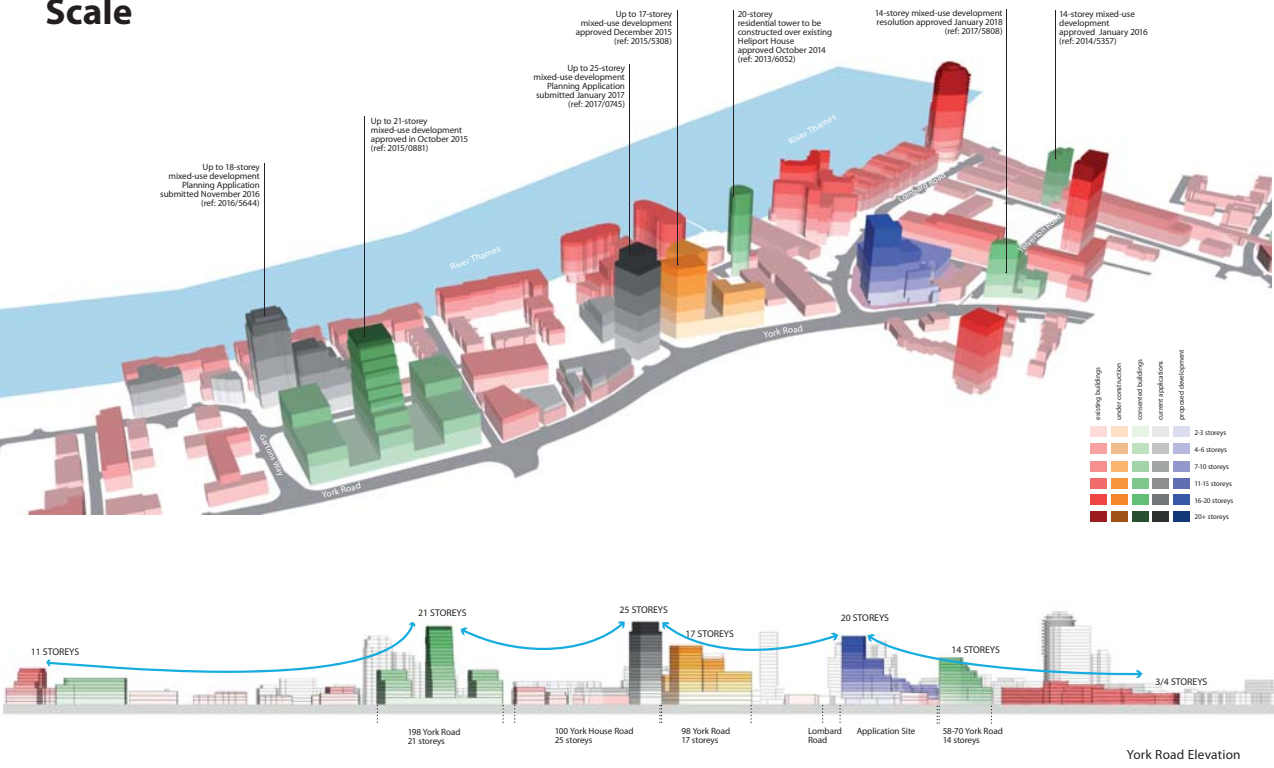 Scale
Up to 17-storey
mixed-use development
approved December 2015
(ref: 2015/5308)
20-storey
residential tower to be
constructed over existing
Heliport House
approved October 2014
(ref: 2013/6052)
14-storey mixed-use development
resolution approved January 2018
(ref: 2017/5808)
14-storey mixed-use
development
approved January 2016
(ref: 2014/5357)
Up to 25-storey
mixed-use development
Planning Application
submitted January 2017
(ref: 2017/0745)
Up to 21-storey
mixed-use development
approved in October 2015
(ref: 2015/0881)
Up to 18-storey
mixed-use development
Planning Application
submitted November 2016
(ref: 2016/5644)
River Thames
River Thames
Lombard Road
Yelverton Road
York Road
Gartons Way
York Road
existing buildings
under construction
consented buildings
current applications
proposed development
2-3 storeys
4-6 storeys
7-10 storeys
11-15 storeys
16-20 storeys
20+ storeys
11 STOREYS
21 STOREYS
25 STOREYS
17 STOREYS
20 STOREYS
14 STOREYS
3/4 STOREYS
198 York Road
21 storeys
100 York House Road
25 storeys
98 York Road
17 storeys
Lombard
Road
Application Site
58-70 York Road
14 storeys
York Road Elevation